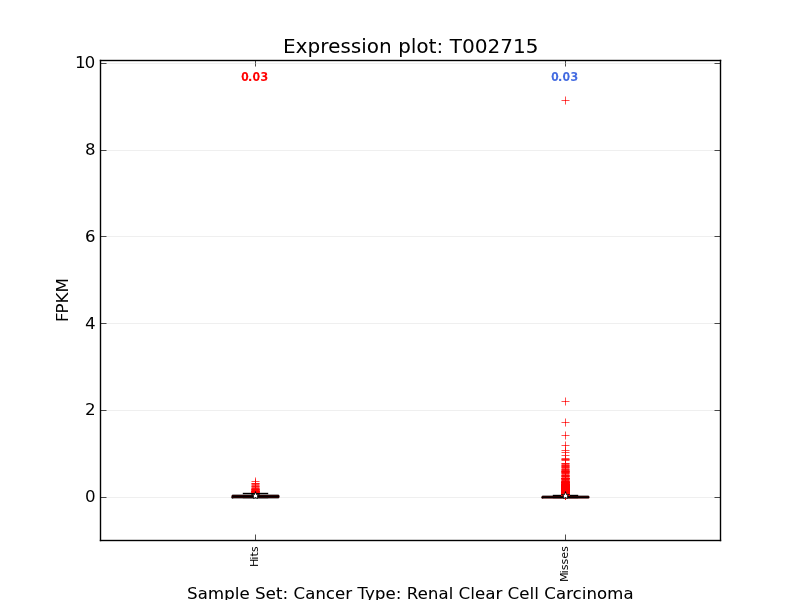 Expression plot: T002715
10
0.03
0.03
8
6
FPKM
4
2
0
Hits
Misses
Sample Set: Cancer Type: Renal Clear Cell Carcinoma